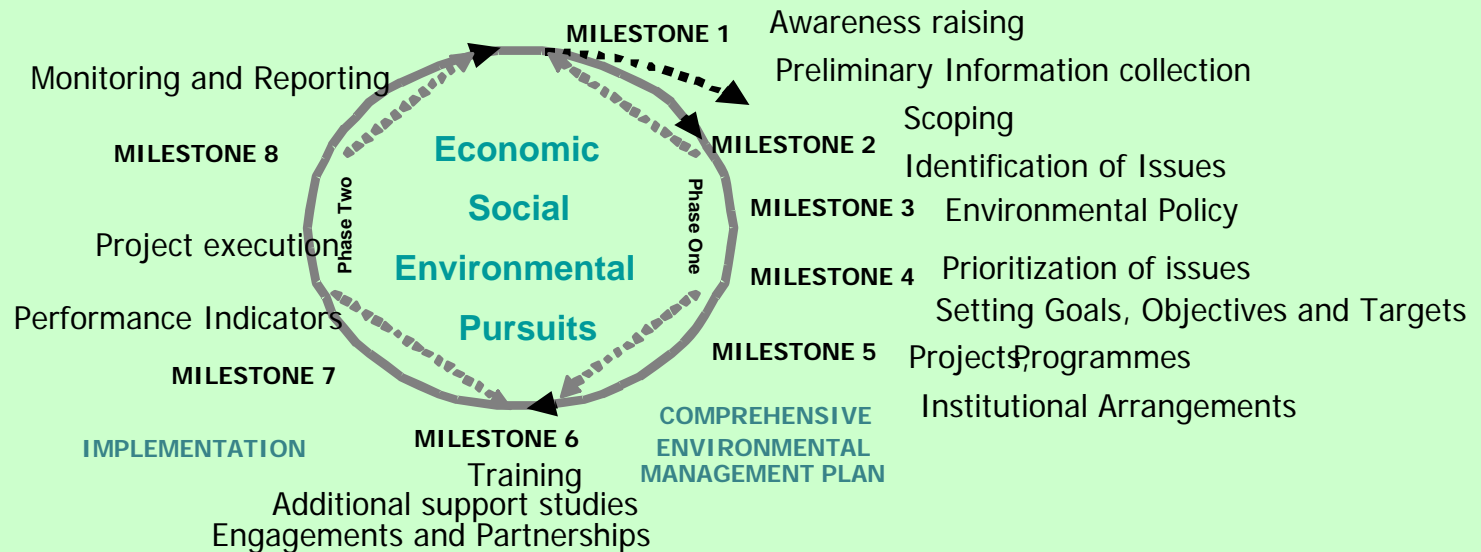 MILESTONE 1
Awareness raising
Preliminary Information collection
MILESTONE 2
Scoping
Identification of Issues
MILESTONE 3
Environmental Policy
MILESTONE 4
Prioritization of issues
Setting Goals, Objectives and Targets
MILESTONE 5
Projects,Programmes
Institutional Arrangements
COMPREHENSIVE
ENVIRONMENTAL
MANAGEMENT PLAN
MILESTONE 6
Training
Additional support studies
Engagements and Partnerships
IMPLEMENTATION
MILESTONE 7
Performance Indicators
Project execution
MILESTONE 8
Monitoring and Reporting
Phase Two
Economic
Social
Environmental
Pursuits
Phase One